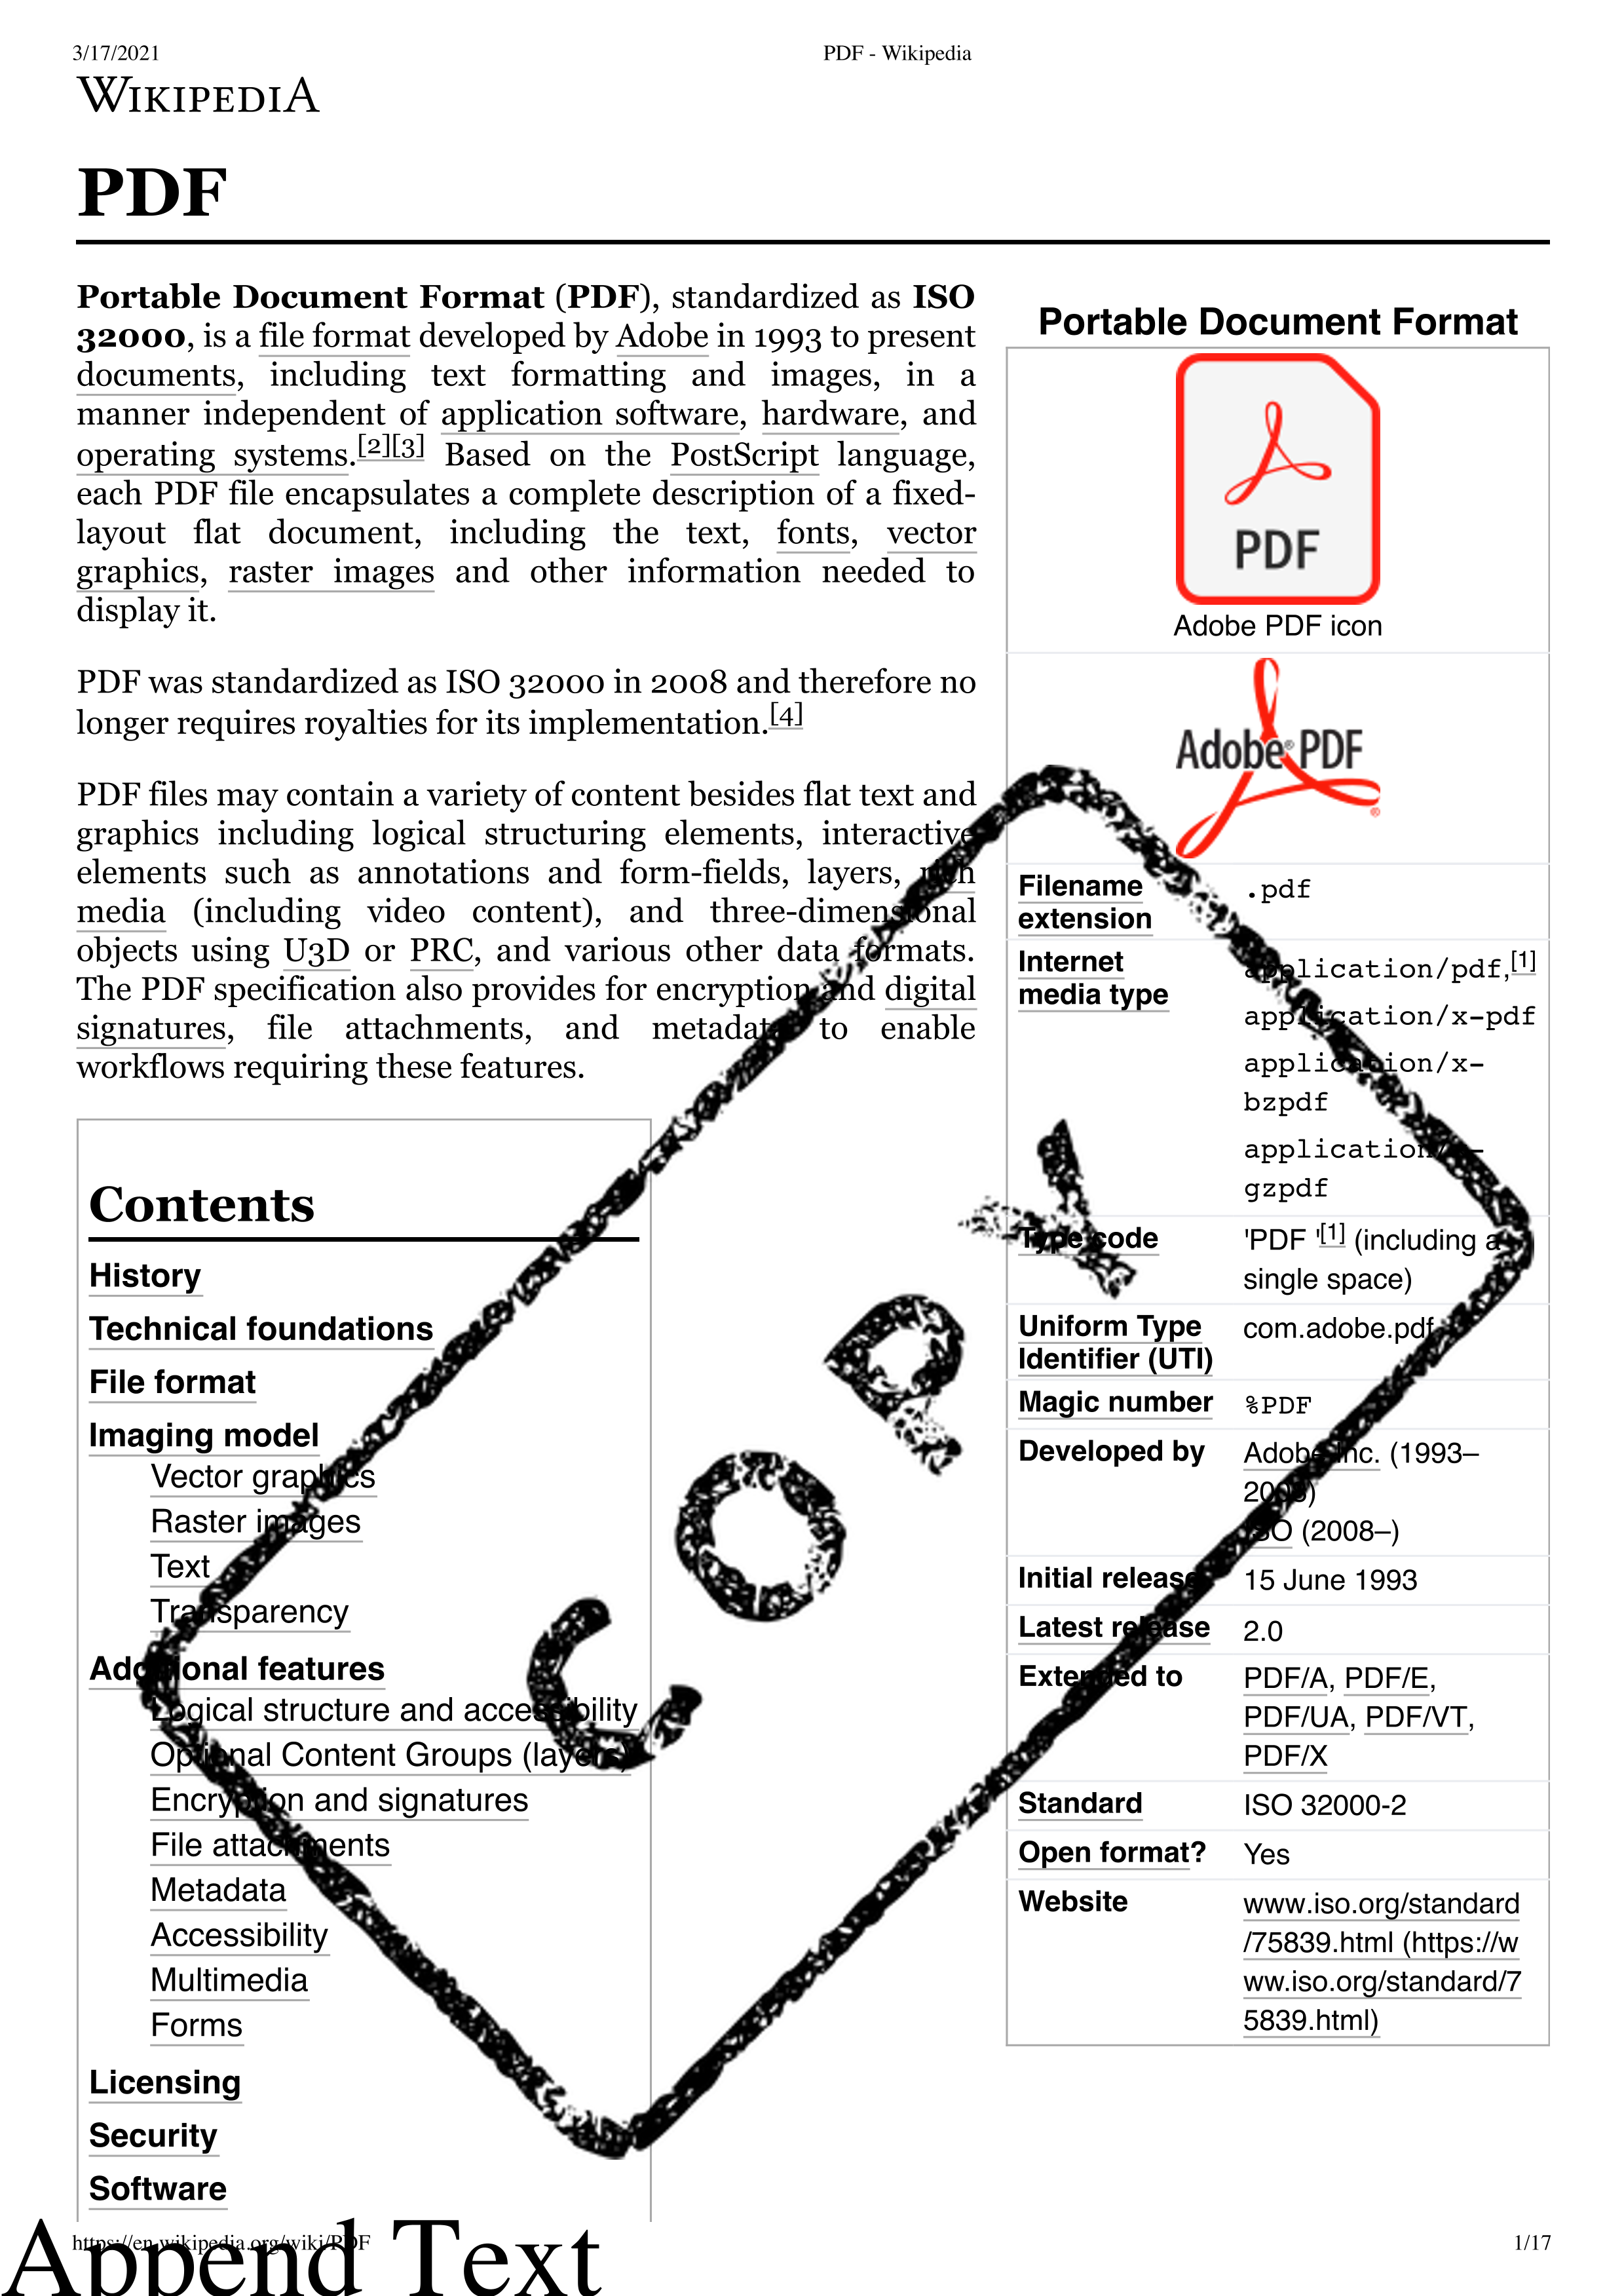 3/17/2021
PDF - Wikipedia
WIKIPEDIA
PDF
Portable Document Format (PDF), standardized as ISO
32000, is a file format developed by Adobe in 1993 to present
documents, including text formatting and images, in a
manner independent of application software, hardware, and
operating systems.[2][3] Based on the PostScript language,
each PDF file encapsulates a complete description of a fixed-
layout flat document, including the text, fonts, vector
graphics, raster images and other information needed to
display it.
PDF was standardized as ISO 32000 in 2008 and therefore no
longer requires royalties for its implementation.[4]
PDF files may contain a variety of content besides flat text and
graphics including logical structuring elements, interactive
elements such as annotations and form-fields, layers, rich
media (including video content), and three-dimensional
objects using U3D or PRC, and various other data formats.
The PDF specification also provides for encryption and digital
signatures, file attachments, and metadata to enable
workflows requiring these features.
Contents
History
Technical foundations
File format
Imaging model
Vector graphics
Raster images
Text
Transparency
Additional features
Logical structure and accessibility
Optional Content Groups (layers)
Encryption and signatures
File attachments
Metadata
Accessibility
Multimedia
Forms
Licensing
Security
Software
Portable Document Format
PDF
Adobe PDF icon
Adobe® PDF
®
Filename
extension
.pdf
Internet
media type
application/pdf,[1]
application/x-pdf
application/x-
bzpdf
application/x-
gzpdf
Type code
'PDF '[1] (including a
single space)
Uniform Type
Identifier (UTI)
com.adobe.pdf
Magic number
%PDF
Developed by
Adobe Inc. (1993–
2008)
ISO (2008–)
Initial release
15 June 1993
Latest release
2.0
Extended to
PDF/A, PDF/E,
PDF/UA, PDF/VT,
PDF/X
Standard
ISO 32000-2
Open format?
Yes
Website
www.iso.org/standard
/75839.html (https://w
ww.iso.org/standard/7
5839.html)
COPY
https://en.wikipedia.org/wiki/PDF
1/17
Append Text